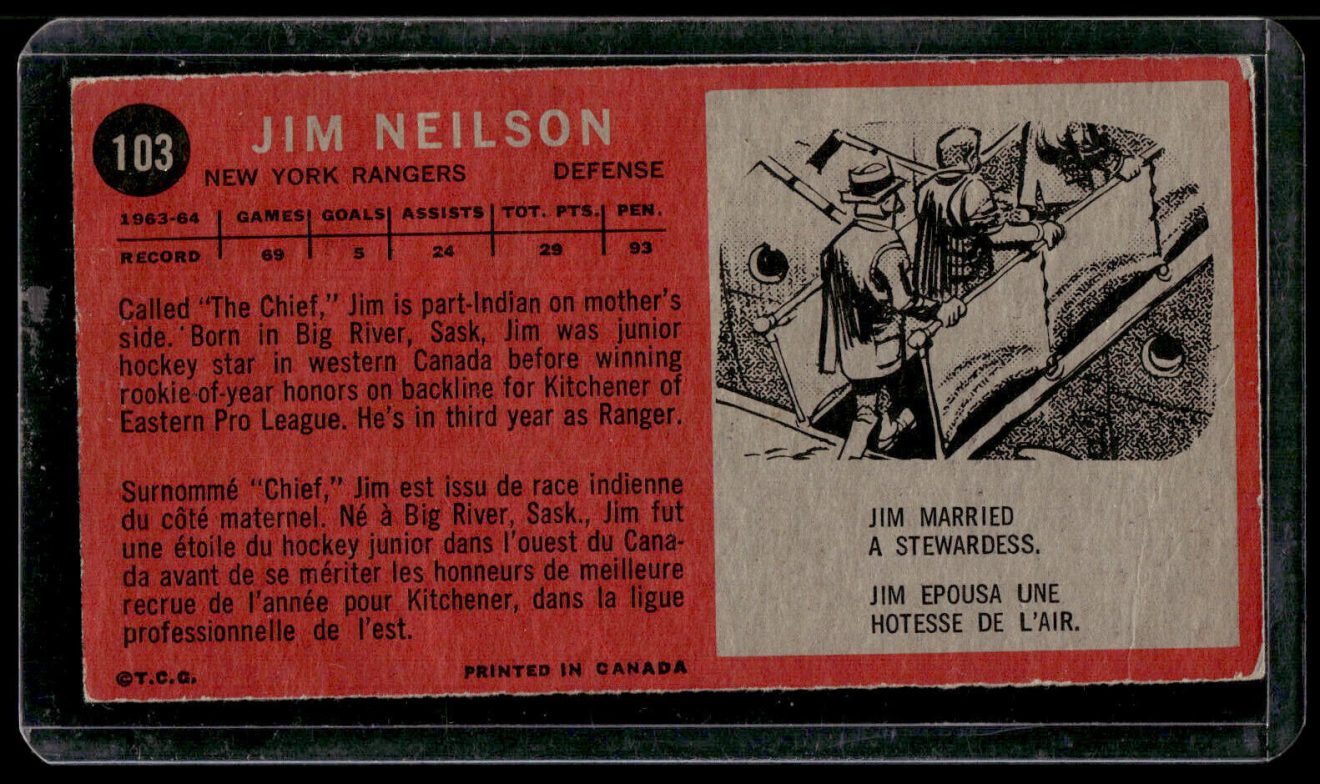 103
JIM NEILSON
NEW YORK RANGERS DEFENSE
1963-64 GAMES GOALS ASSISTS TOT. PTS. PEN.
RECORD 69 5 24 29 93
Called "The Chief," Jim is part-Indian on mother's
side. Born in Big River, Sask, Jim was junior
hockey star in western Canada before winning
rookie-of-year honors on backline for Kitchener of
Eastern Pro League. He's in third year as Ranger.
Surnommé "Chief," Jim est issu de race indienne
du côté maternel. Né à Big River, Sask., Jim fut
une étoile du hockey junior dans l'ouest du Cana-
da avant de se mériter les honneurs de meilleure
recrue de l'année pour Kitchener, dans la ligue
professionnelle de l'est.
©T.C.G. PRINTED IN CANADA
JIM MARRIED
A STEWARDESS.
JIM EPOUSA UNE
HOTESSE DE L'AIR.